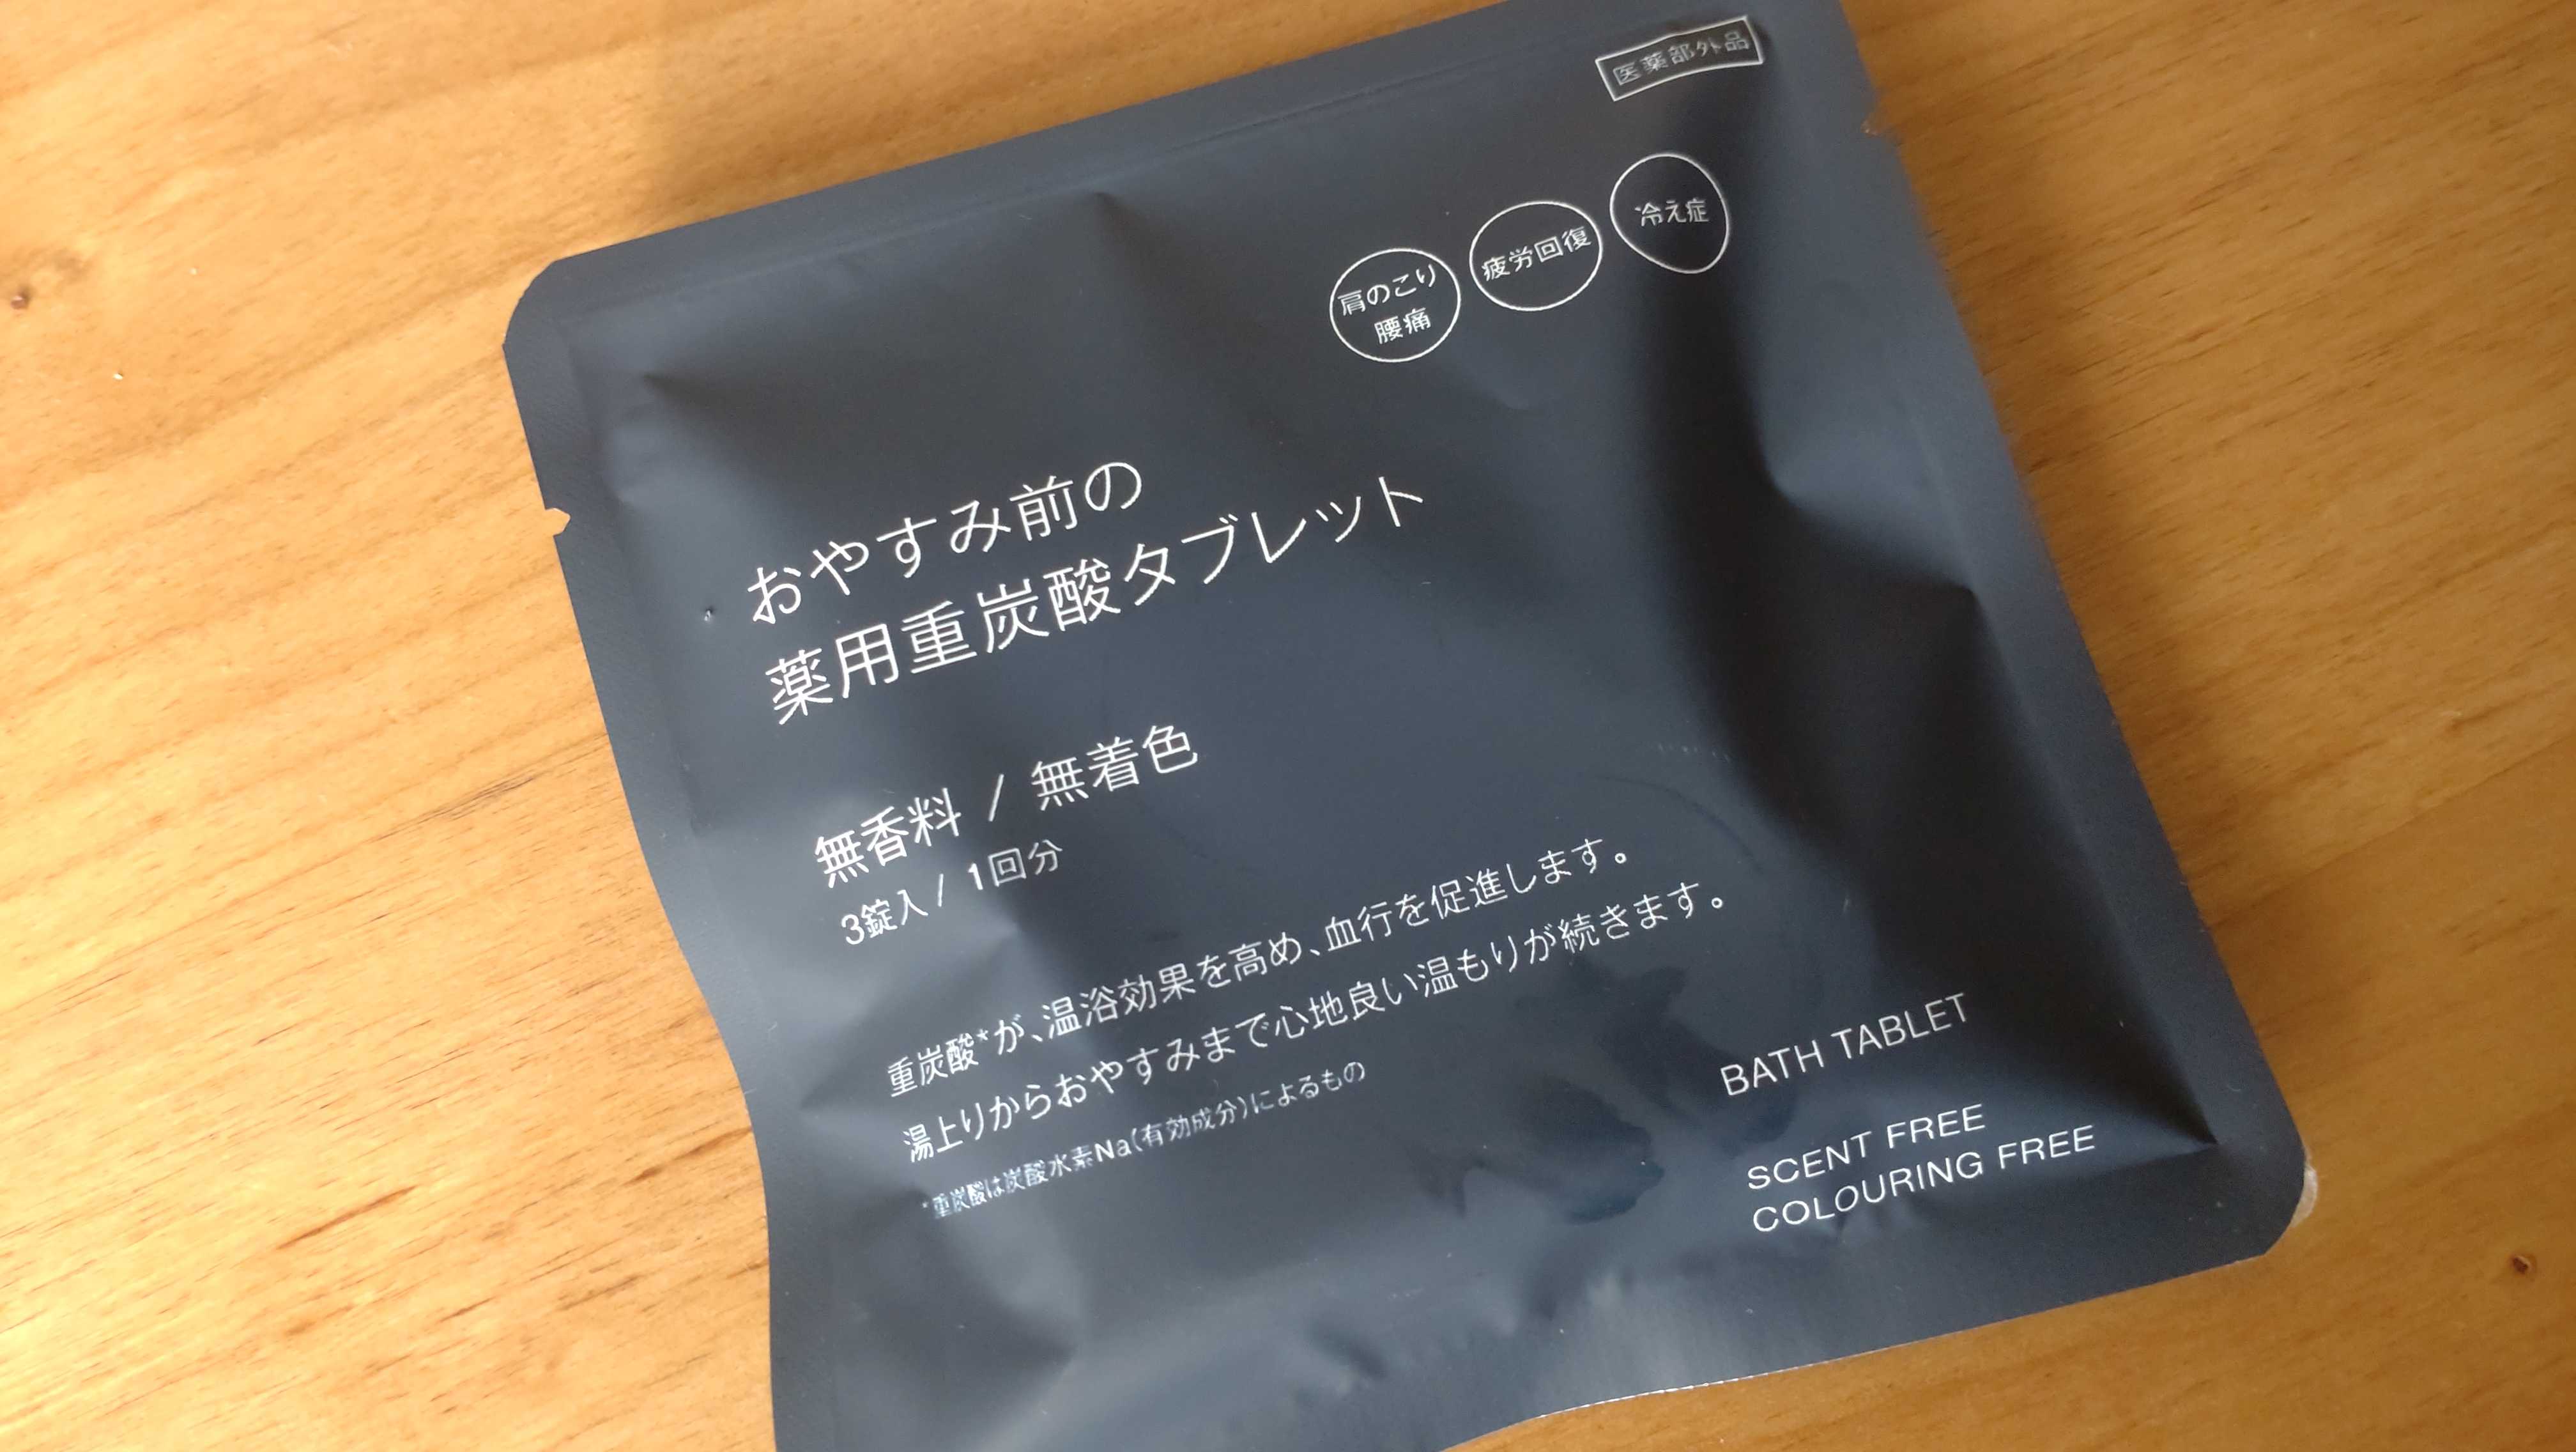 医薬部外品
肩のこり
腰痛
疲労回復
冷え症
おやすみ前の
薬用重炭酸タブレット
無香料 / 無着色
3錠入 / 1回分
重炭酸*が、温浴効果を高め、血行を促進します。
湯上りからおやすみまで心地良い温もりが続きます。
*重炭酸は炭酸水素Na(有効成分)によるもの
BATH TABLET
SCENT FREE
COLOURING FREE